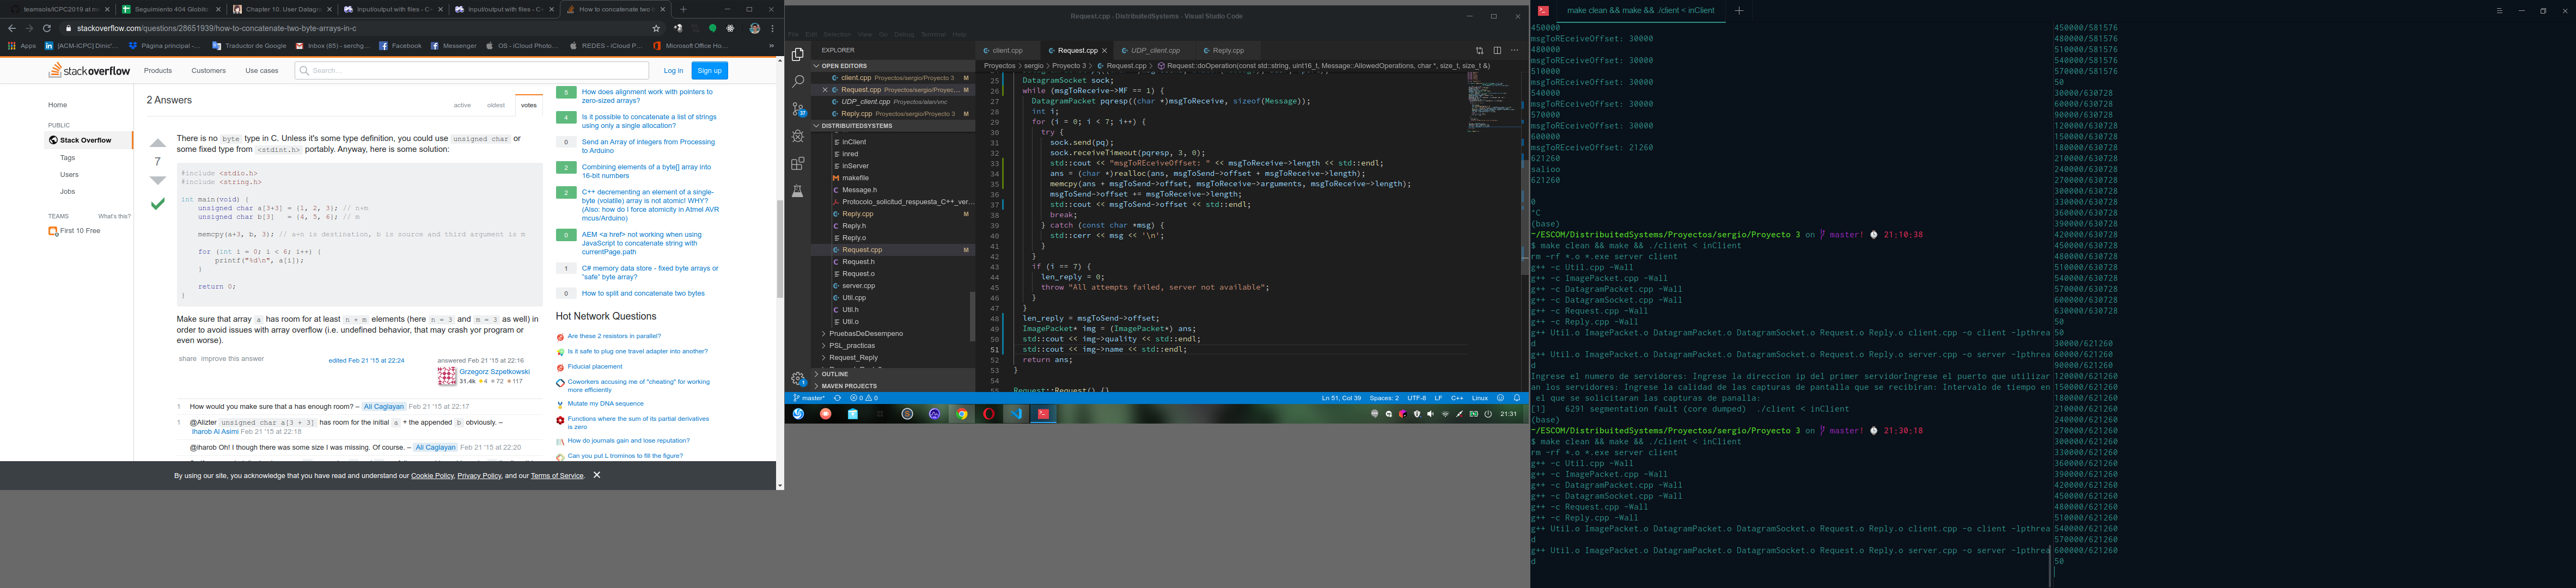 teamsols/ICPC2019 at m
Seguimiento 404 Globito
Chapter 10. User Datagr
Input/output with files - C+
Input/output with files - C+
How to concatenate two b
stackoverflow.com/questions/28651939/how-to-concatenate-two-byte-arrays-in-c
Apps
[ACM-ICPC] Dinic'...
Página principal -...
Traductor de Google
Inbox (85) - serchg...
Facebook
Messenger
OS - iCloud Photo...
REDES - iCloud P...
Microsoft Office Ho...
stackoverflow
Products
Customers
Use cases
Search...
Log in
Sign up
Home
PUBLIC
Stack Overflow
Tags
Users
Jobs
TEAMS
What's this?
First 10 Free
2 Answers
active
oldest
votes
7
There is no byte type in C. Unless it's some type definition, you could use unsigned char or
some fixed type from <stdint.h> portably. Anyway, here is some solution:
#include <stdio.h>
#include <string.h>
int main(void) {
unsigned char a[3+3] = {1, 2, 3}; // n+m
unsigned char b[3] = {4, 5, 6}; // m
memcpy(a+3, b, 3); // a+n is destination, b is source and third argument is m
for (int i = 0; i < 6; i++) {
printf("%d\n", a[i]);
}
return 0;
}
Make sure that array a has room for at least n + m elements (here n = 3 and m = 3 as well) in
order to avoid issues with array overflow (i.e. undefined behavior, that may crash yor program or
even worse).
share improve this answer
edited Feb 21 '15 at 22:24
answered Feb 21 '15 at 22:16
Grzegorz Szpetkowski
31.4k 4 72 117
1 How would you make sure that a has enough room? – Ali Caglayan Feb 21 '15 at 22:17
1 @Alizter unsigned char a[3 + 3] has room for the initial a + the appended b obviously. –
Iharob Al Asimi Feb 21 '15 at 22:18
@Iharob Oh! I though there was some size I was missing. Of course. – Ali Caglayan Feb 21 '15 at 22:20
5 How does alignment work with pointers to
zero-sized arrays?
4 Is it possible to concatenate a list of strings
using only a single allocation?
0 Send an Array of integers from Processing
to Arduino
2 Combining elements of a byte[] array into
16-bit numbers
2 C++ decrementing an element of a single-
byte (volatile) array is not atomic! WHY?
(Also: how do I force atomicity in Atmel AVR
mcus/Arduino)
0 AEM <a href> not working when using
JavaScript to concatenate string with
currentPage.path
1 C# memory data store - fixed byte arrays or
"safe" byte array?
0 How to split and concatenate two bytes
Hot Network Questions
Are these 2 resistors in parallel?
Is it safe to plug one travel adapter into another?
Fiducial placement
Coworkers accusing me of "cheating" for working
more efficiently
Mutate my DNA sequence
Functions where the sum of its partial derivatives
is zero
How do journals gain and lose reputation?
Can you put L trominos to fill the figure?
By using our site, you acknowledge that you have read and understand our Cookie Policy, Privacy Policy, and our Terms of Service.
Request.cpp - DistributedSystems - Visual Studio Code
File Edit Selection View Go Debug Terminal Help
EXPLORER
OPEN EDITORS
client.cpp Proyectos/sergio/Proyecto 3 M
Request.cpp Proyectos/sergio/Proyec... M
UDP_client.cpp Proyectos/alan/mc
Reply.cpp Proyectos/sergio/Proyecto 3 M
DISTRIBUITEDSYSTEMS
inClient
inred
inServer
makefile
Message.h
Protocolo_solicitud_respuesta_C++_ver...
Reply.cpp M
Reply.h
Reply.o
Request.cpp M
Request.h
Request.o
server.cpp
Util.cpp
Util.h
Util.o
PruebasDeDesempeno
PSL_practicas
Request_Reply
OUTLINE
MAVEN PROJECTS
client.cpp
Request.cpp
UDP_client.cpp
Reply.cpp
Proyectos > sergio > Proyecto 3 > Request.cpp > Request::doOperation(const std::string, uint16_t, Message::AllowedOperations, char *, size_t, size_t &)
25 DatagramSocket sock;
26 while (msgToReceive->MF == 1) {
27 DatagramPacket pqresp((char *)msgToReceive, sizeof(Message));
28 int i;
29 for (i = 0; i < 7; i++) {
30 try {
31 sock.send(pq);
32 sock.receiveTimeout(pqresp, 3, 0);
33 std::cout << "msgToREceiveOffset: " << msgToReceive->length << std::endl;
34 ans = (char *)realloc(ans, msgToSend->offset + msgToReceive->length);
35 memcpy(ans + msgToSend->offset, msgToReceive->arguments, msgToReceive->length);
36 msgToSend->offset += msgToReceive->length;
37 std::cout << msgToSend->offset << std::endl;
38 break;
39 } catch (const char *msg) {
40 std::cerr << msg << '\n';
41 }
42 }
43 if (i == 7) {
44 len_reply = 0;
45 throw "All attempts failed, server not available";
46 }
47 }
48 len_reply = msgToSend->offset;
49 ImagePacket* img = (ImagePacket*) ans;
50 std::cout << img->quality << std::endl;
51 std::cout << img->name << std::endl;
52 return ans;
53 }
54
Request::Request() {}
master*
0 0
Ln 51, Col 39
Spaces: 2
UTF-8
LF
C++
Linux
21:31
make clean && make && ./client < inClient
450000
msgToREceiveOffset: 30000
480000
msgToREceiveOffset: 30000
510000
msgToREceiveOffset: 30000
540000
msgToREceiveOffset: 30000
570000
msgToREceiveOffset: 30000
600000
msgToREceiveOffset: 21260
621260
salioo
621260
0
°C
(base)
~/ESCOM/DistribuitedSystems/Proyectos/sergio/Proyecto 3 on master! 21:10:38
$ make clean && make && ./client < inClient
rm -rf *.o *.exe server client
g++ -c Util.cpp -Wall
g++ -c ImagePacket.cpp -Wall
g++ -c DatagramPacket.cpp -Wall
g++ -c DatagramSocket.cpp -Wall
g++ -c Request.cpp -Wall
g++ -c Reply.cpp -Wall
g++ Util.o ImagePacket.o DatagramPacket.o DatagramSocket.o Request.o Reply.o client.cpp -o client -lpthrea
d
g++ Util.o ImagePacket.o DatagramPacket.o DatagramSocket.o Request.o Reply.o server.cpp -o server -lpthrea
d
Ingrese el numero de servidores: Ingrese la direccion ip del primer servidorIngrese el puerto que utilizar
an los servidores: Ingrese la calidad de las capturas de pantalla que se recibiran: Intervalo de tiempo en
el que se solicitaran las capturas de panalla:
[1] 6291 segmentation fault (core dumped) ./client < inClient
(base)
~/ESCOM/DistribuitedSystems/Proyectos/sergio/Proyecto 3 on master! 21:30:18
$ make clean && make && ./client < inClient
rm -rf *.o *.exe server client
g++ -c Util.cpp -Wall
g++ -c ImagePacket.cpp -Wall
g++ -c DatagramPacket.cpp -Wall
g++ -c DatagramSocket.cpp -Wall
g++ -c Request.cpp -Wall
g++ -c Reply.cpp -Wall
g++ Util.o ImagePacket.o DatagramPacket.o DatagramSocket.o Request.o Reply.o client.cpp -o client -lpthrea
d
g++ Util.o ImagePacket.o DatagramPacket.o DatagramSocket.o Request.o Reply.o server.cpp -o server -lpthrea
d
450000/581576
480000/581576
510000/581576
540000/581576
570000/581576
50
30000/630728
60000/630728
90000/630728
120000/630728
150000/630728
180000/630728
210000/630728
240000/630728
270000/630728
300000/630728
330000/630728
360000/630728
390000/630728
420000/630728
450000/630728
480000/630728
510000/630728
540000/630728
570000/630728
600000/630728
630000/630728
50
50
30000/621260
60000/621260
90000/621260
120000/621260
150000/621260
180000/621260
210000/621260
240000/621260
270000/621260
300000/621260
330000/621260
360000/621260
390000/621260
420000/621260
450000/621260
480000/621260
510000/621260
540000/621260
570000/621260
600000/621260
50